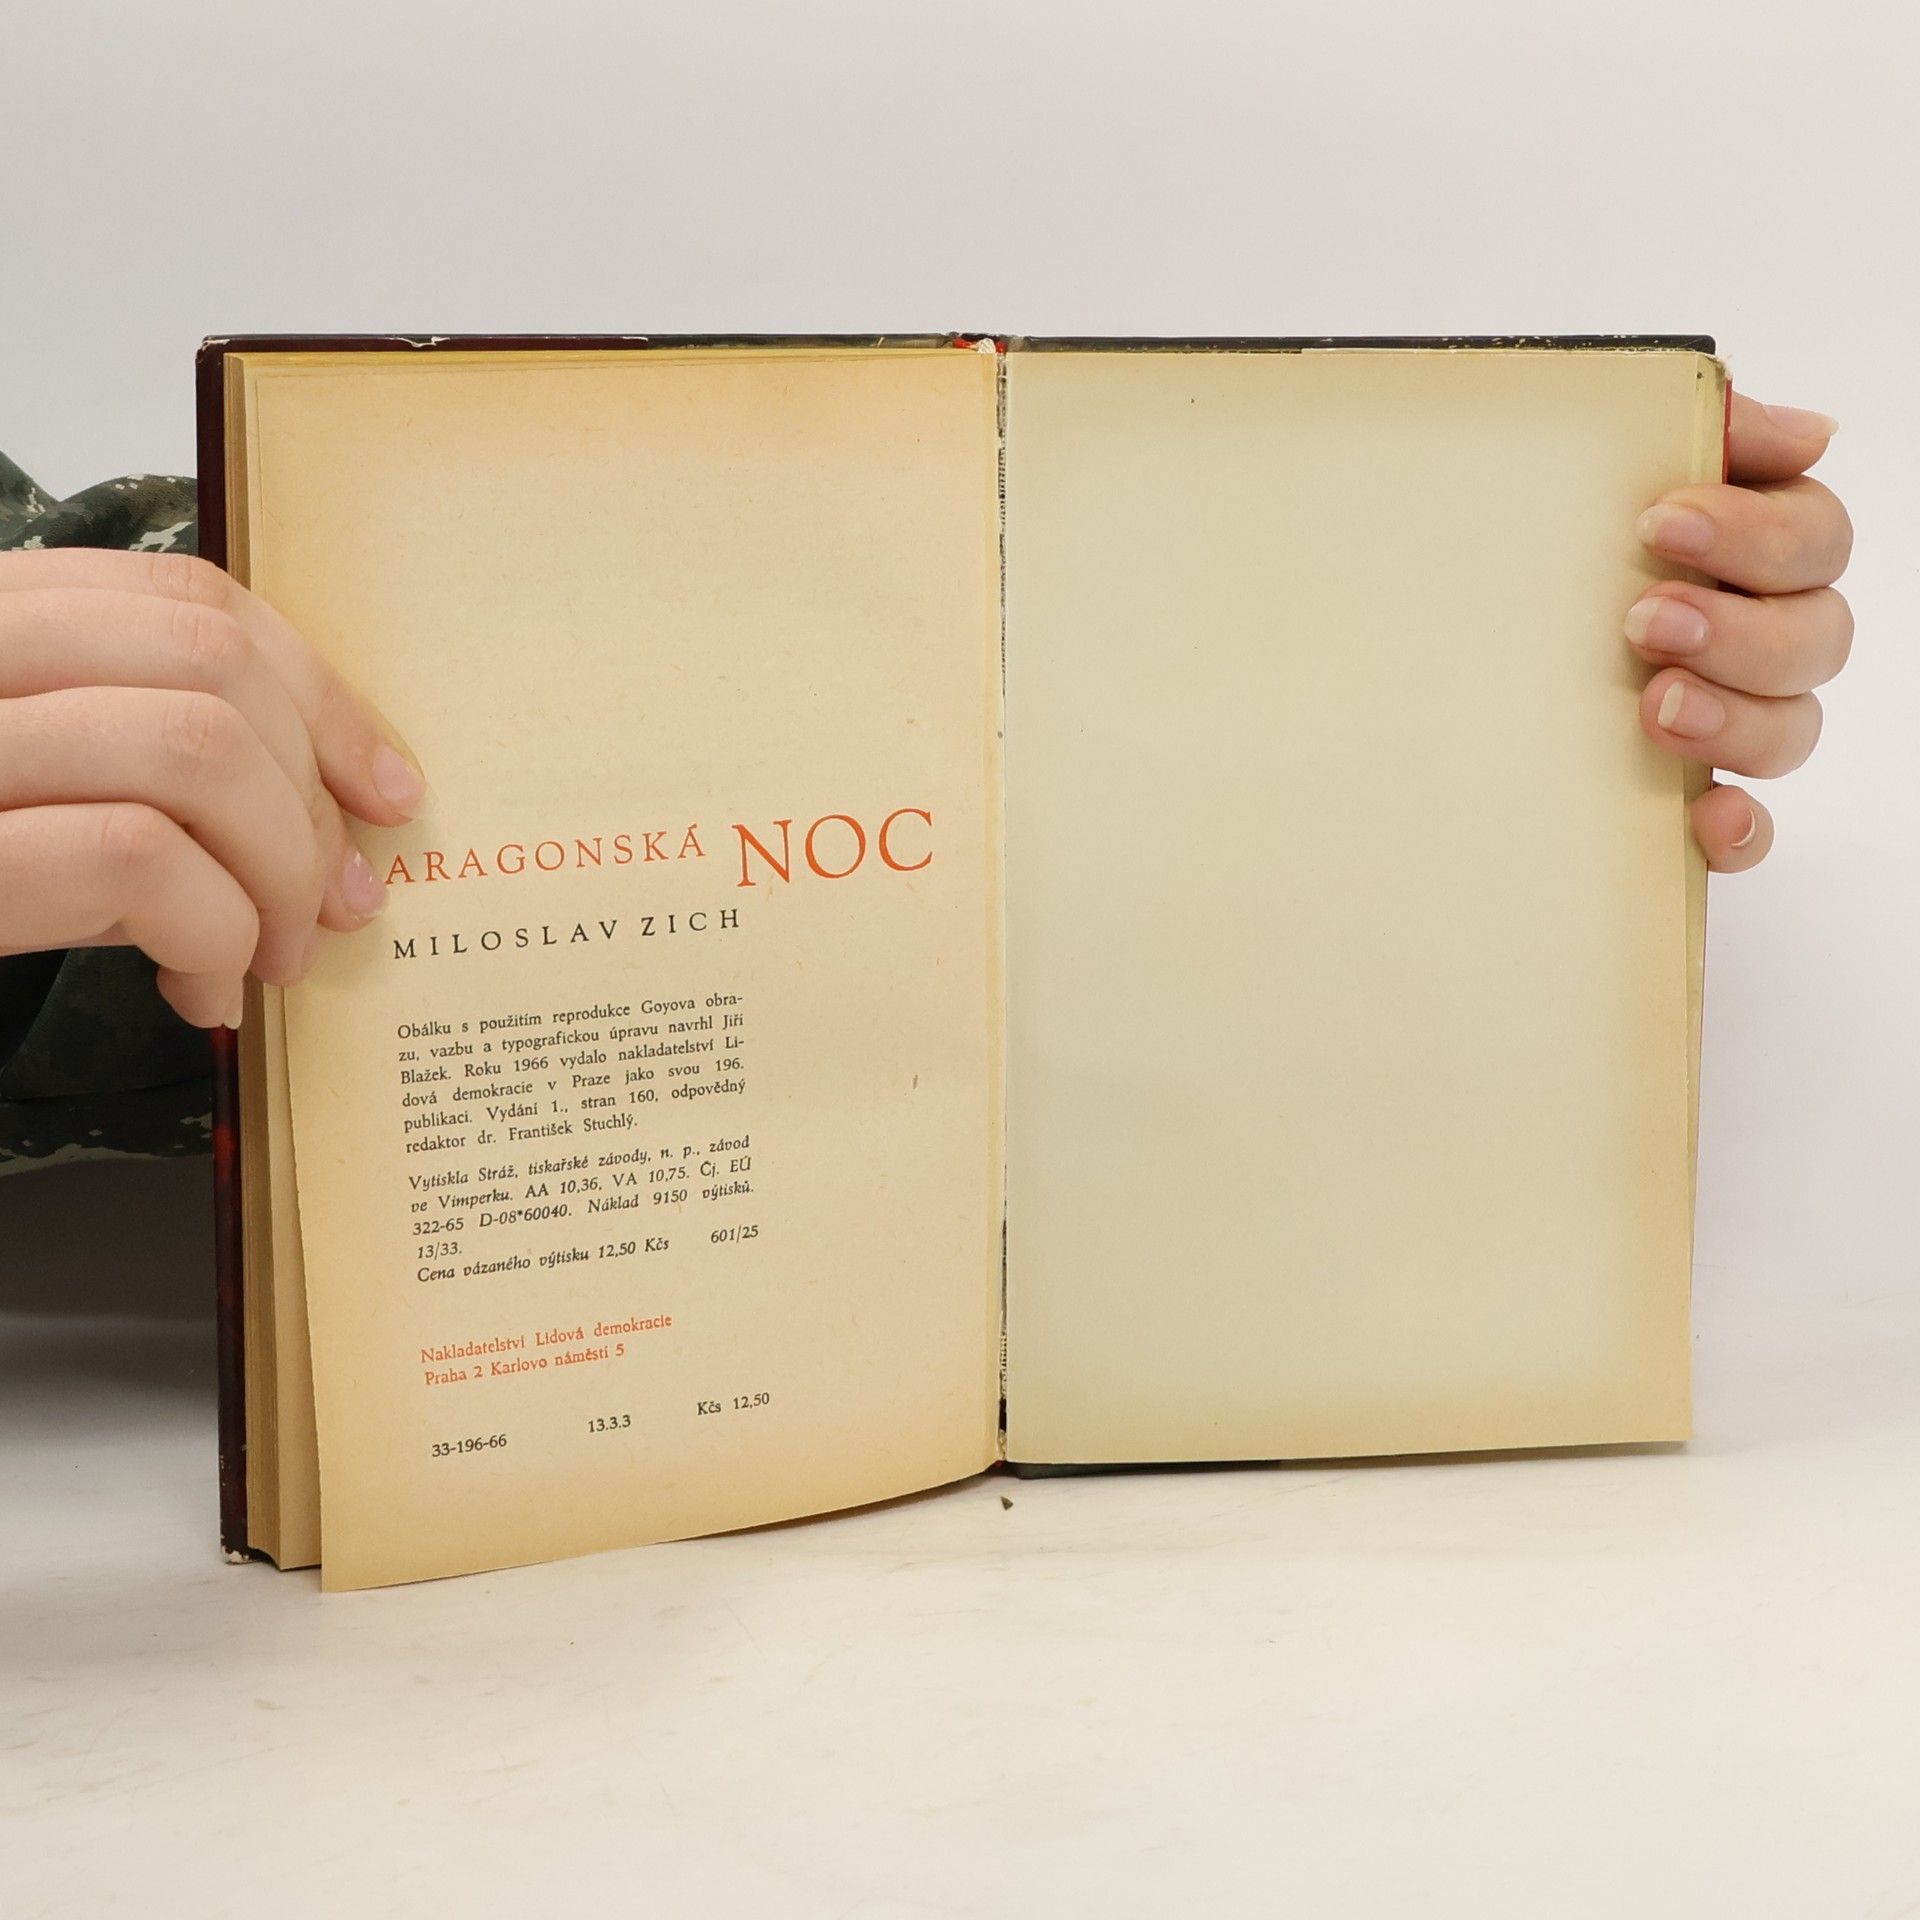 ARAGONSKÁ NOC
MILOSLAV ZICH
Obálku s použitím reprodukce Goyova obra-
zu, vazbu a typografickou úpravu navrhl Jiří
Blažek. Roku 1966 vydalo nakladatelství Li-
dová demokracie v Praze jako svou 196.
publikaci. Vydání 1., stran 160, odpovědný
redaktor dr. František Stuchlý.
Vytiskla Stráž, tiskařské závody, n. p., závod
ve Vimperku. AA 10,36, VA 10,75. Čj. EÚ
322-65 D-08*60040. Náklad 9150 výtisků.
13/33.
Cena vázaného výtisku 12,50 Kčs 601/25
Nakladatelství Lidová demokracie
Praha 2 Karlovo náměstí 5
33-196-66 13.3.3 Kčs 12,50